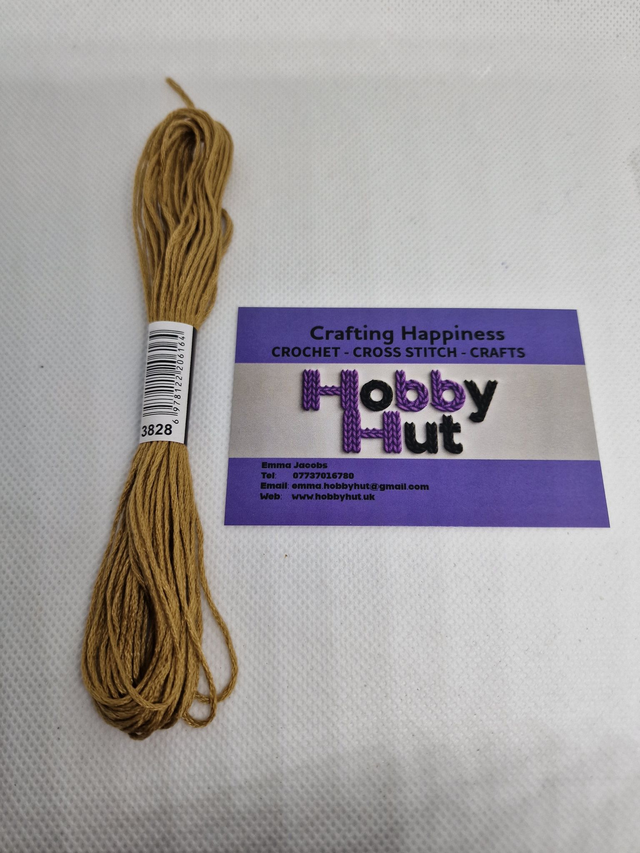 6978122206164
3828
Crafting Happiness
CROCHET - CROSS STITCH - CRAFTS
Hobby
Hut
Emma Jacobs
Tel: 07737016780
Email: emma.hobbyhut@gmail.com
Web: www.hobbyhut.uk